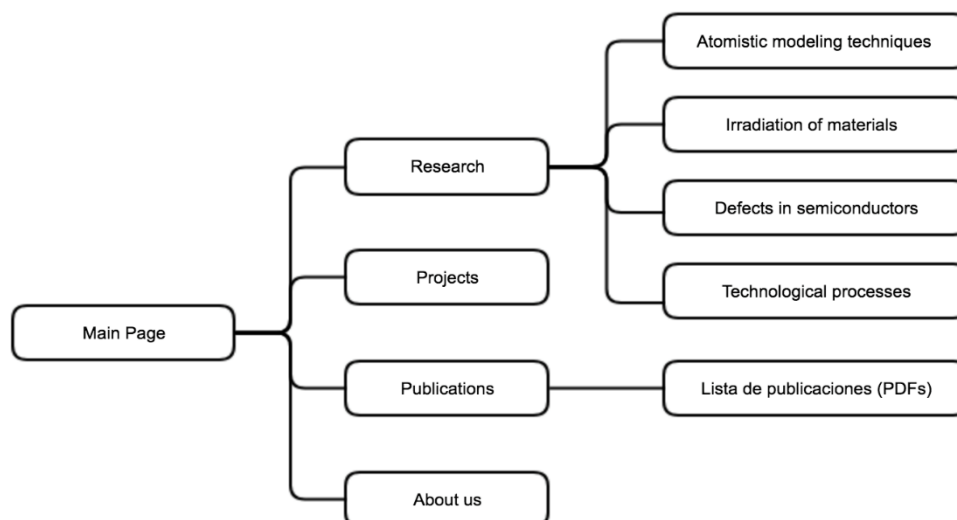 Atomistic modeling techniques
Irradiation of materials
Research
Defects in semiconductors
Projects
Technological processes
Main Page
Publications
Lista de publicaciones (PDFs)
About us